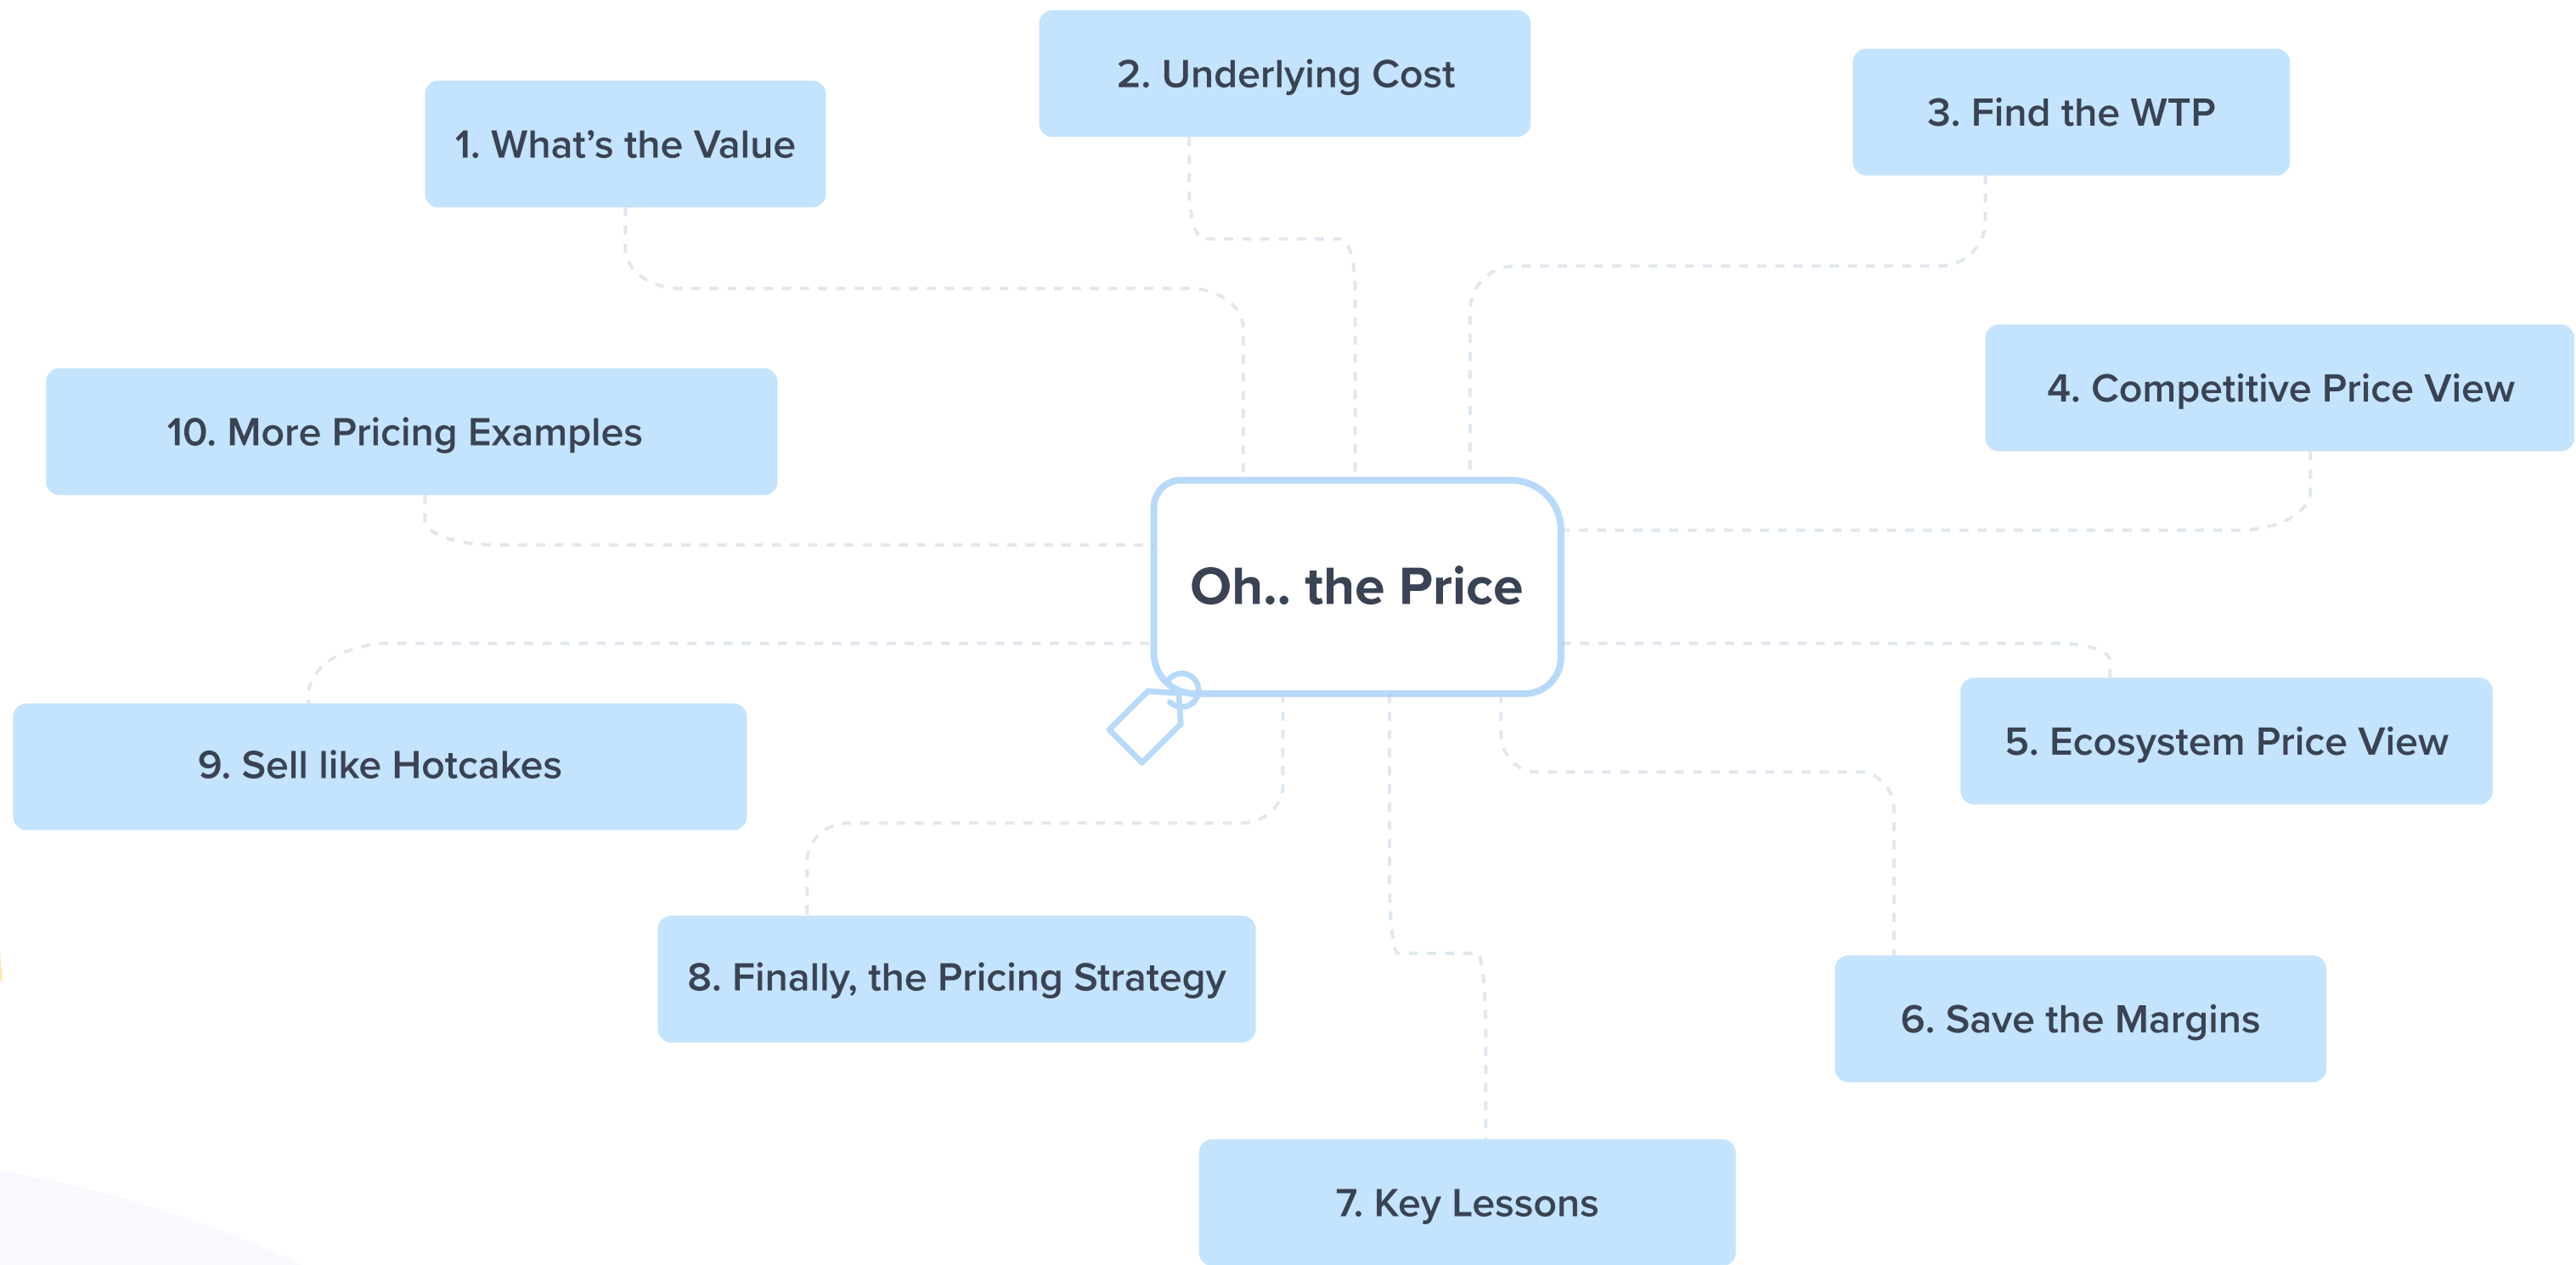 1. What’s the Value
2. Underlying Cost
3. Find the WTP
4. Competitive Price View
10. More Pricing Examples
Oh.. the Price
5. Ecosystem Price View
9. Sell like Hotcakes
8. Finally, the Pricing Strategy
6. Save the Margins
7. Key Lessons